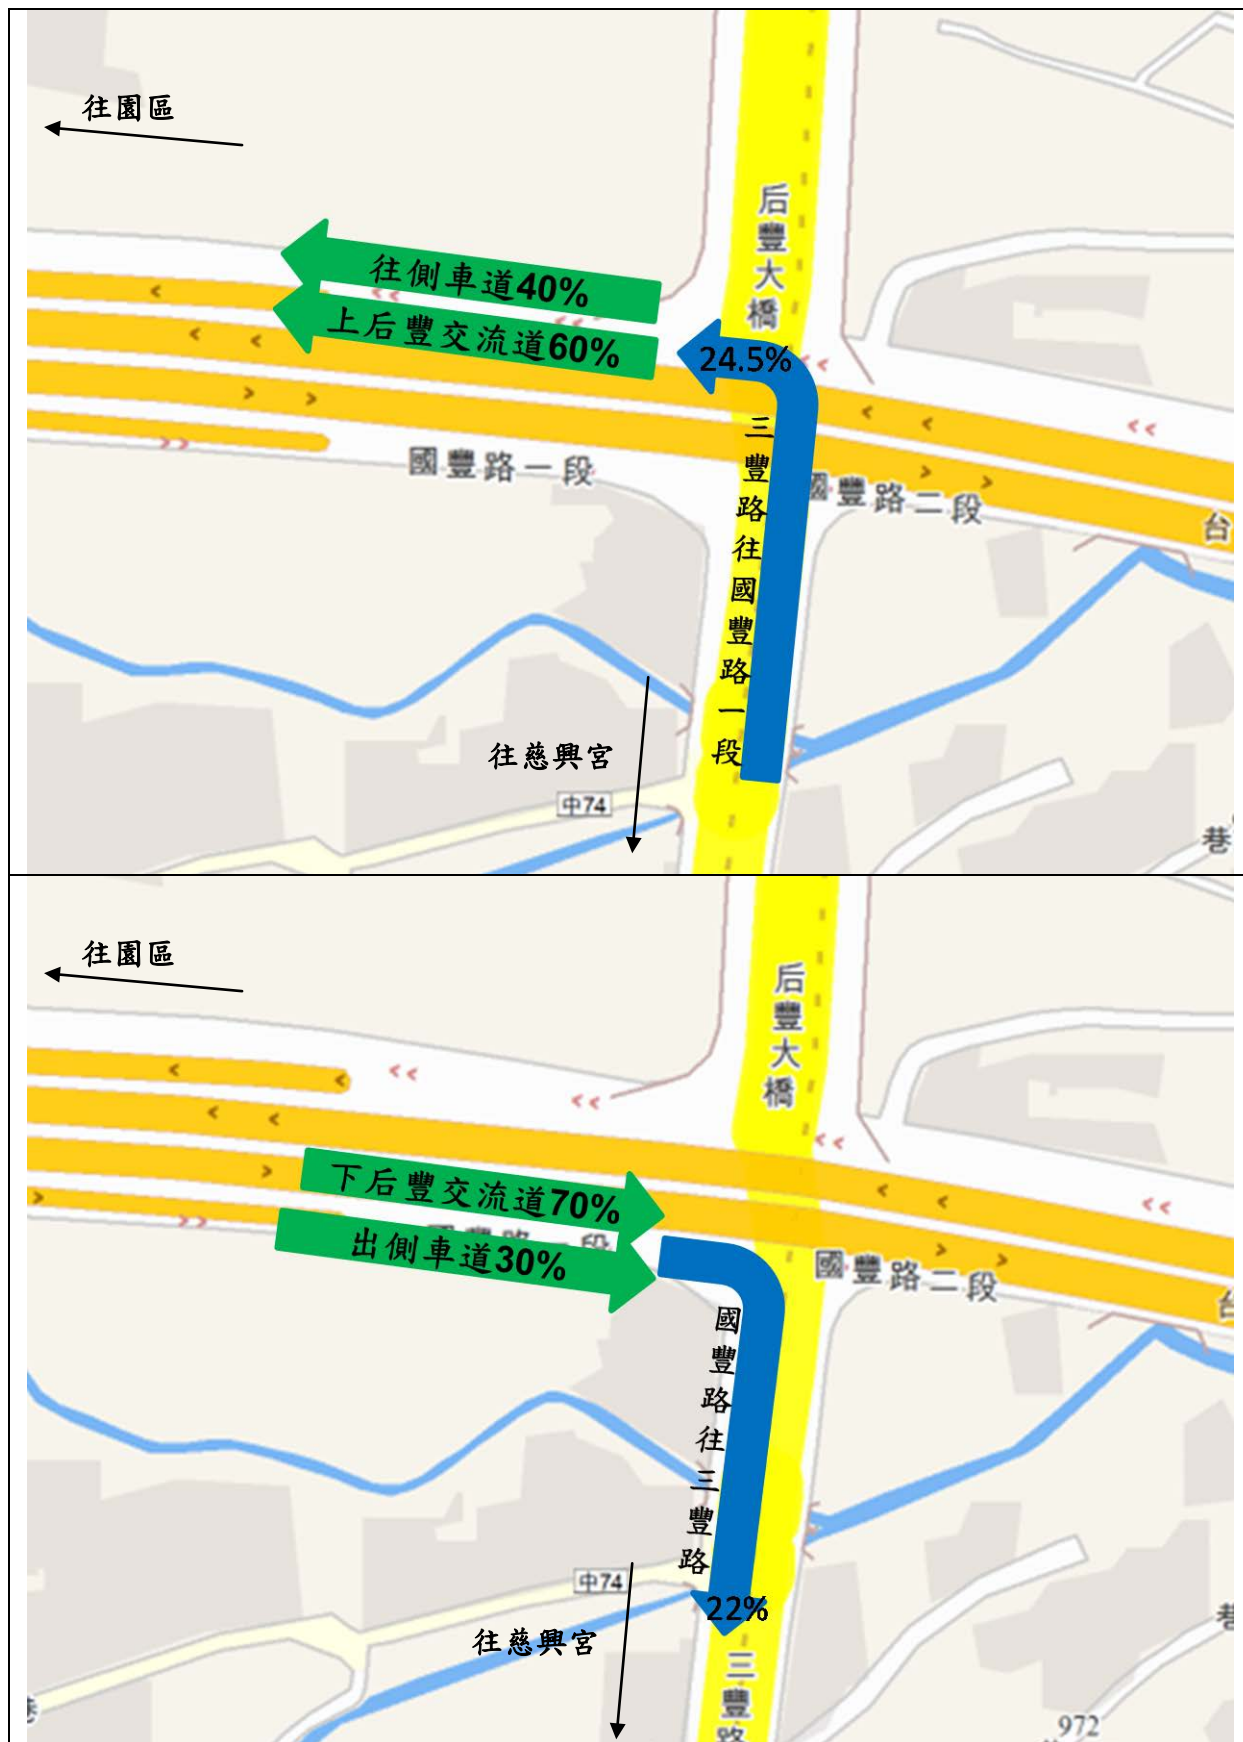 往園區
后豐大橋
往側車道40%
上后豐交流道60%
24.5%
三豐路往國豐路一段
國豐路一段
國豐路二段
台
往慈興宮
中74
巷
往園區
后豐大橋
下后豐交流道70%
出側車道30%
國豐路二段
台
國豐路往三豐路
中74
22%
往慈興宮
巷
三豐路
972